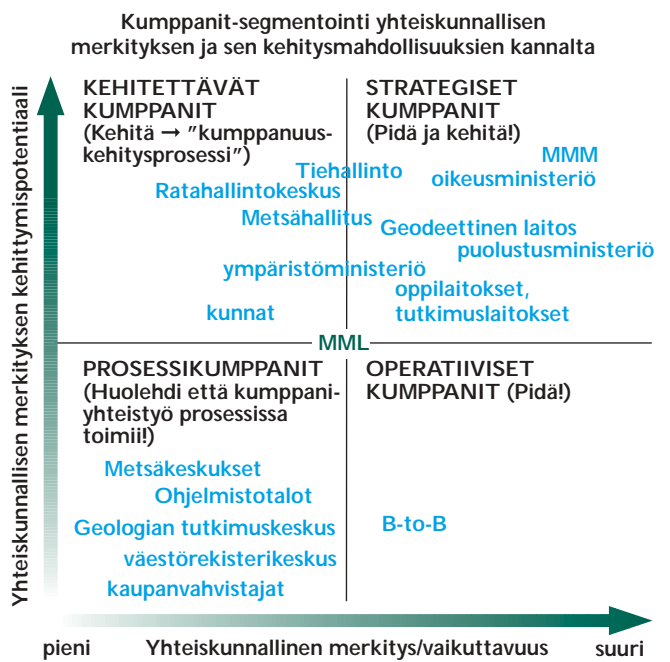 Kumppanit-segmentointi yhteiskunnallisen
merkityksen ja sen kehitysmahdollisuuksien kannalta
Yhteiskunnallisen merkityksen kehittymispotentiaali
KEHITETTÄVÄT
KUMPPANIT
(Kehitä → ”kumppanuus-
kehitysprosessi”)
STRATEGISET
KUMPPANIT
(Pidä ja kehitä!)
MMM
Tiehallinto
oikeusministeriö
Ratahallintokeskus
Metsähallitus
Geodeettinen laitos
puolustusministeriö
ympäristöministeriö
oppilaitokset,
tutkimuslaitokset
kunnat
MML
PROSESSIKUMPPANIT
(Huolehdi että kumppani-
yhteistyö prosessissa
toimii!)
OPERATIIVISET
KUMPPANIT (Pidä!)
Metsäkeskukset
Ohjelmistotalot
Geologian tutkimuskeskus
B-to-B
väestörekisterikeskus
kaupanvahvistajat
pieni
Yhteiskunnallinen merkitys/vaikuttavuus
suuri